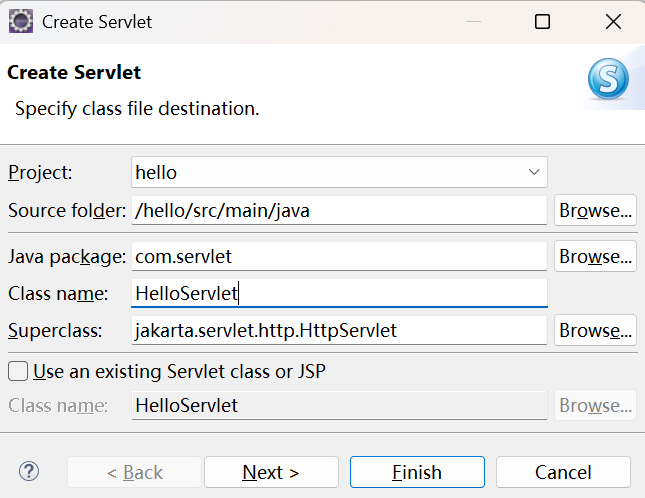 Create Servlet
Create Servlet
S
Specify class file destination.
Project: hello
Source folder: /hello/src/main/java Browse...
Java package: com.servlet Browse...
Class name: HelloServlet
Superclass: jakarta.servlet.http.HttpServlet Browse...
Use an existing Servlet class or JSP
Class name: HelloServlet Browse...
? < Back Next > Finish Cancel